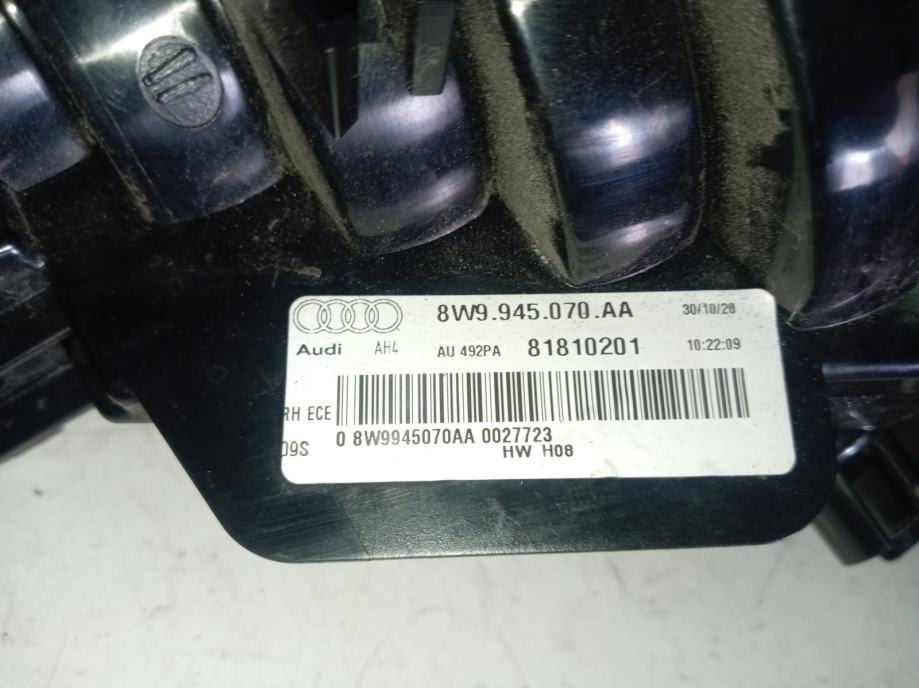 8W9.945.070.AA 30/10/20
Audi AH4 AU 492PA 81810201 10:22:09
RH ECE
0 8W9945070AA 0027723
09S HW H08